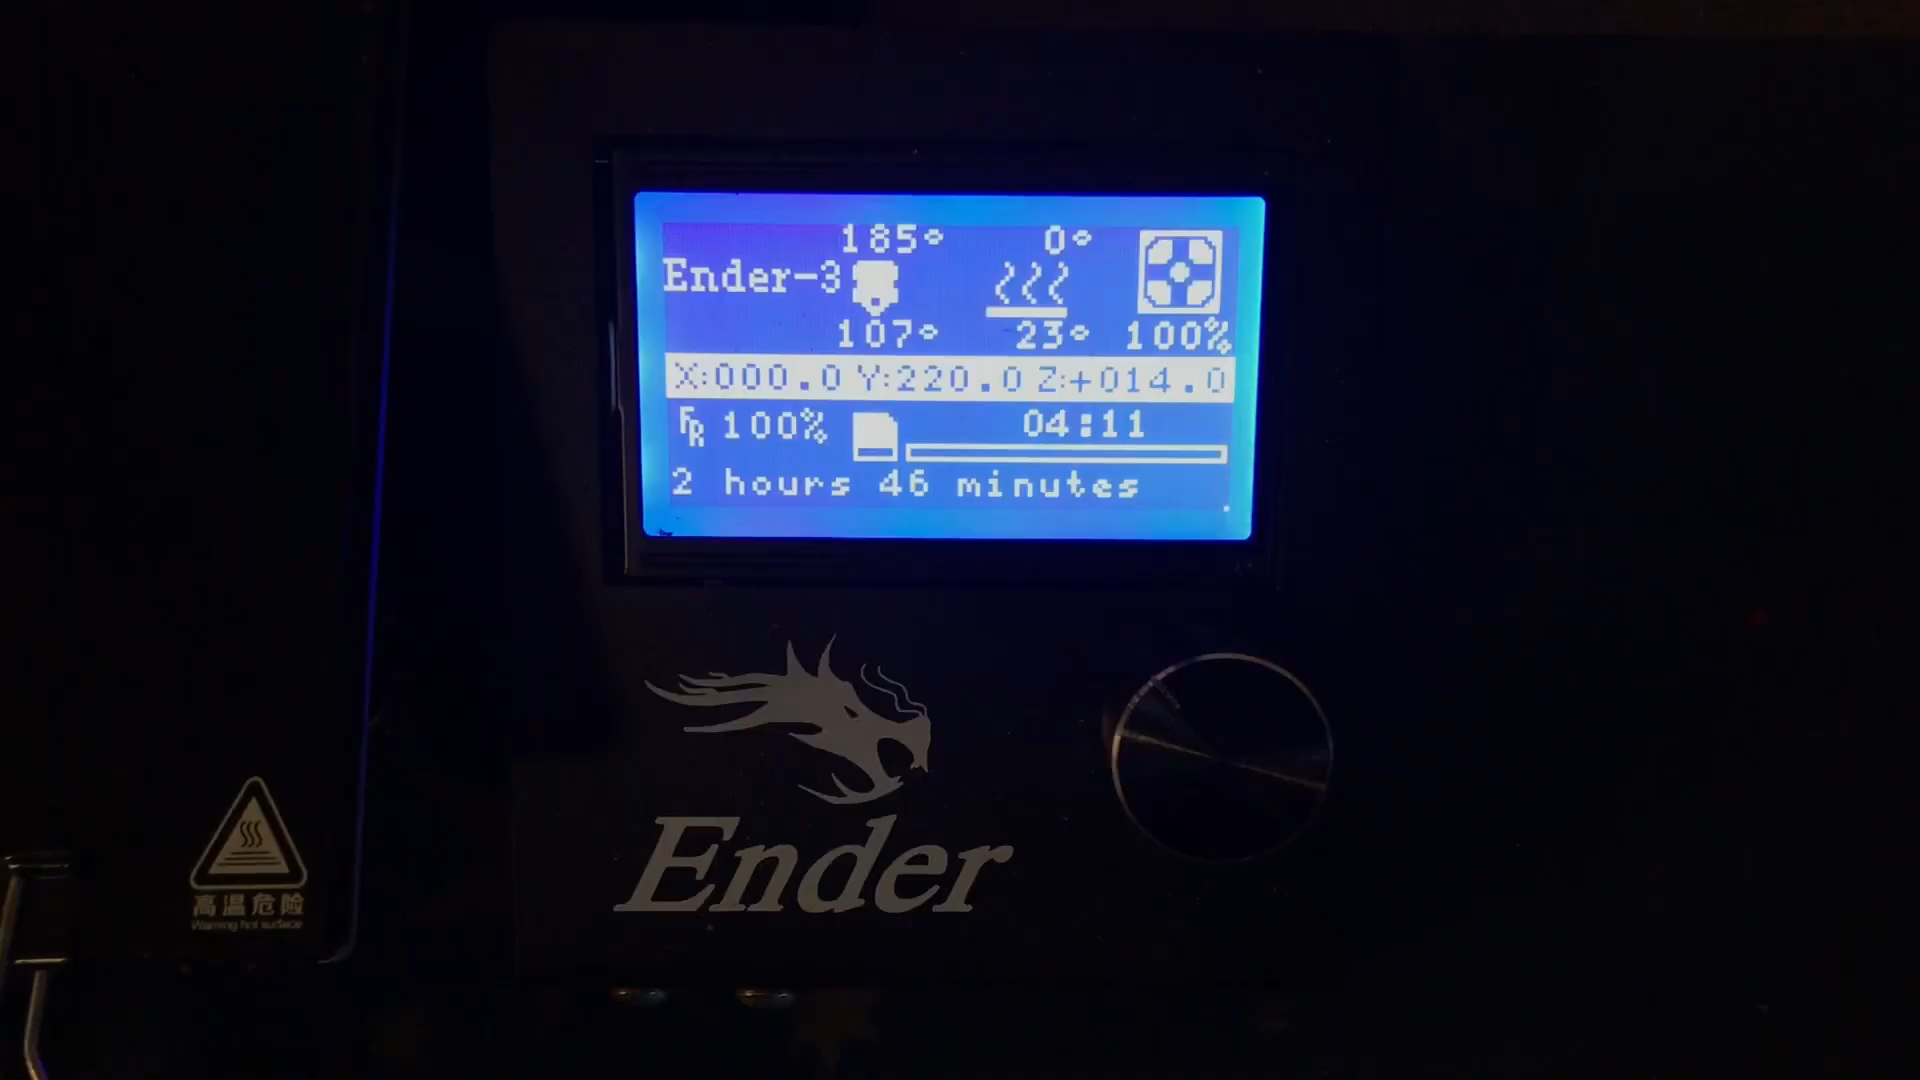 185° 0°
Ender-3
107° 23° 100%
X:000.0 Y:220.0 Z:+014.0
FR 100% 04:11
2 hours 46 minutes
Ender
高温危险
Warning hot surface